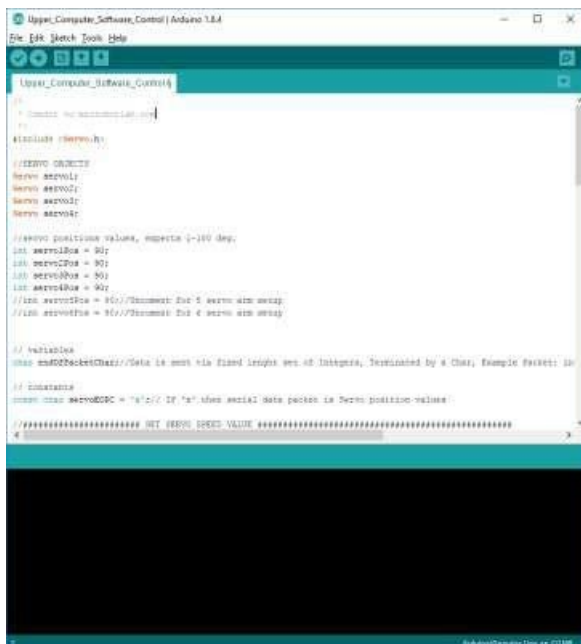 Upper_Computer_Software_Control | Arduino 1.8.4
File Edit Sketch Tools Help
Upper_Computer_Software_Control§
/*
*/
#include <Servo.h>
//SERVO OBJECTS
Servo servo1;
Servo servo2;
Servo servo3;
Servo servo4;
//servo positions values, expects 1-180 deg.
int servo1Pos = 90;
int servo2Pos = 90;
int servo3Pos = 90;
int servo4Pos = 90;
//int servo5Pos = 90;//Uncomment for 5 servo arm setup
//int servo6Pos = 90;//Uncomment for 6 servo arm setup
// variables
char endOfPacketChar;//Data is sent via fixed lenght set of Integers, Terminated by a Char, Example Packet: in
// constants
const char servoEOPC = 'x';// IF 'x' then serial data packet is Servo position values
//####################### SET SERVO SPEED VALUE ##################################################